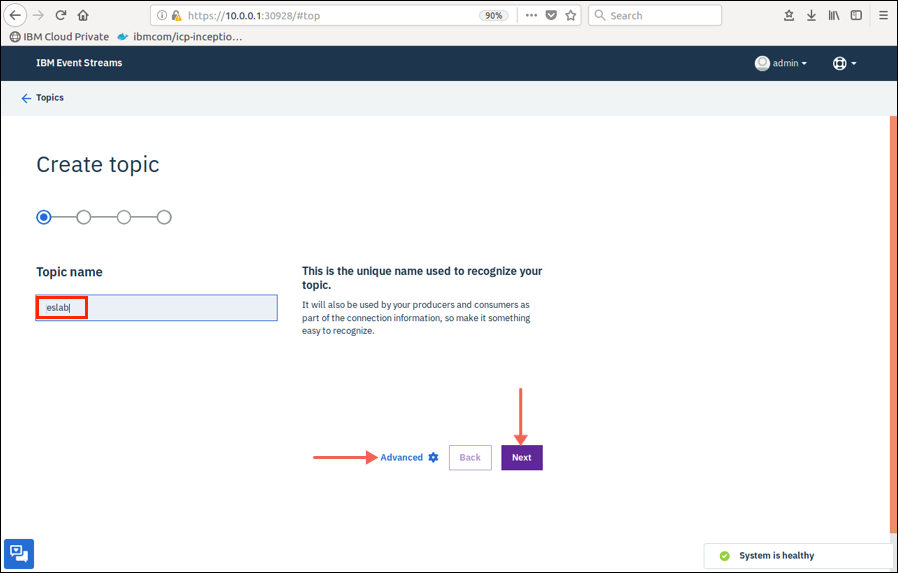 https://10.0.0.1:30928/#top
90%
Search
IBM Cloud Private
ibmcom/icp-inceptio…
IBM Event Streams
admin
Topics
Create topic
Topic name
eslab
This is the unique name used to recognize your
topic.
It will also be used by your producers and consumers as
part of the connection information, so make it something
easy to recognize.
Advanced
Back
Next
System is healthy